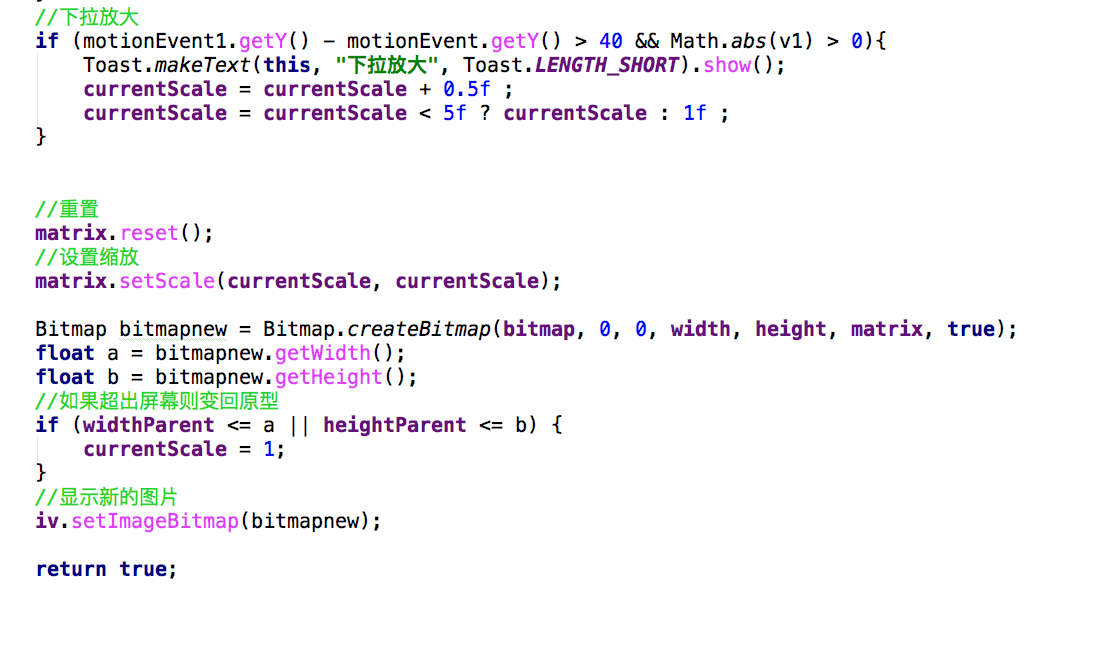 //下拉放大
if (motionEvent1.getY() - motionEvent.getY() > 40 && Math.abs(v1) > 0){
Toast.makeText(this, "下拉放大", Toast.LENGTH_SHORT).show();
currentScale = currentScale + 0.5f ;
currentScale = currentScale < 5f ? currentScale : 1f ;
}
//重置
matrix.reset();
//设置缩放
matrix.setScale(currentScale, currentScale);
Bitmap bitmapnew = Bitmap.createBitmap(bitmap, 0, 0, width, height, matrix, true);
float a = bitmapnew.getWidth();
float b = bitmapnew.getHeight();
//如果超出屏幕则变回原型
if (widthParent <= a || heightParent <= b) {
currentScale = 1;
}
//显示新的图片
iv.setImageBitmap(bitmapnew);
return true;